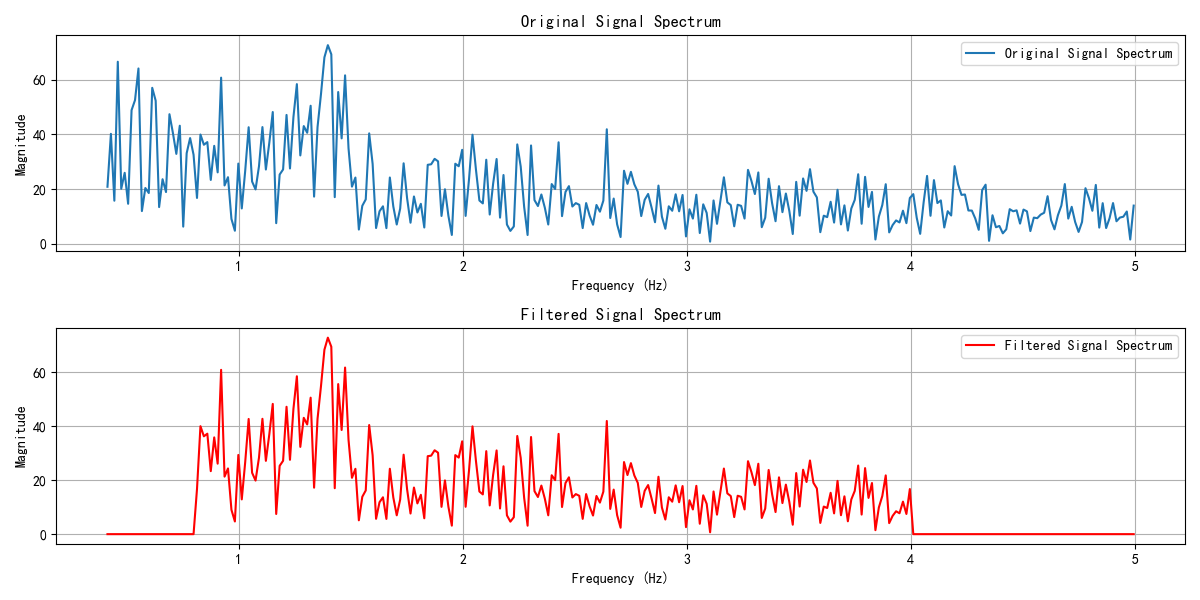 Original Signal Spectrum
Original Signal Spectrum
Magnitude
60
40
20
0
1 2 3 4 5
Frequency (Hz)
Filtered Signal Spectrum
Filtered Signal Spectrum
Magnitude
60
40
20
0
1 2 3 4 5
Frequency (Hz)